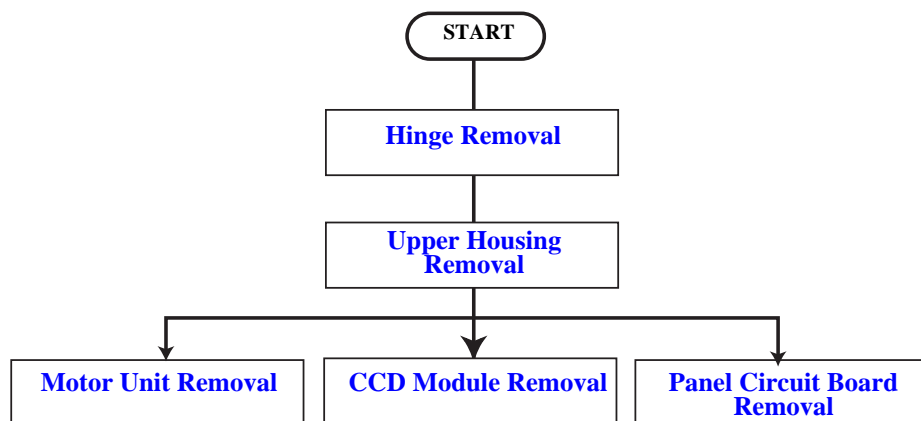 START
Hinge Removal
Upper Housing
Removal
Motor Unit Removal
CCD Module Removal
Panel Circuit Board
Removal